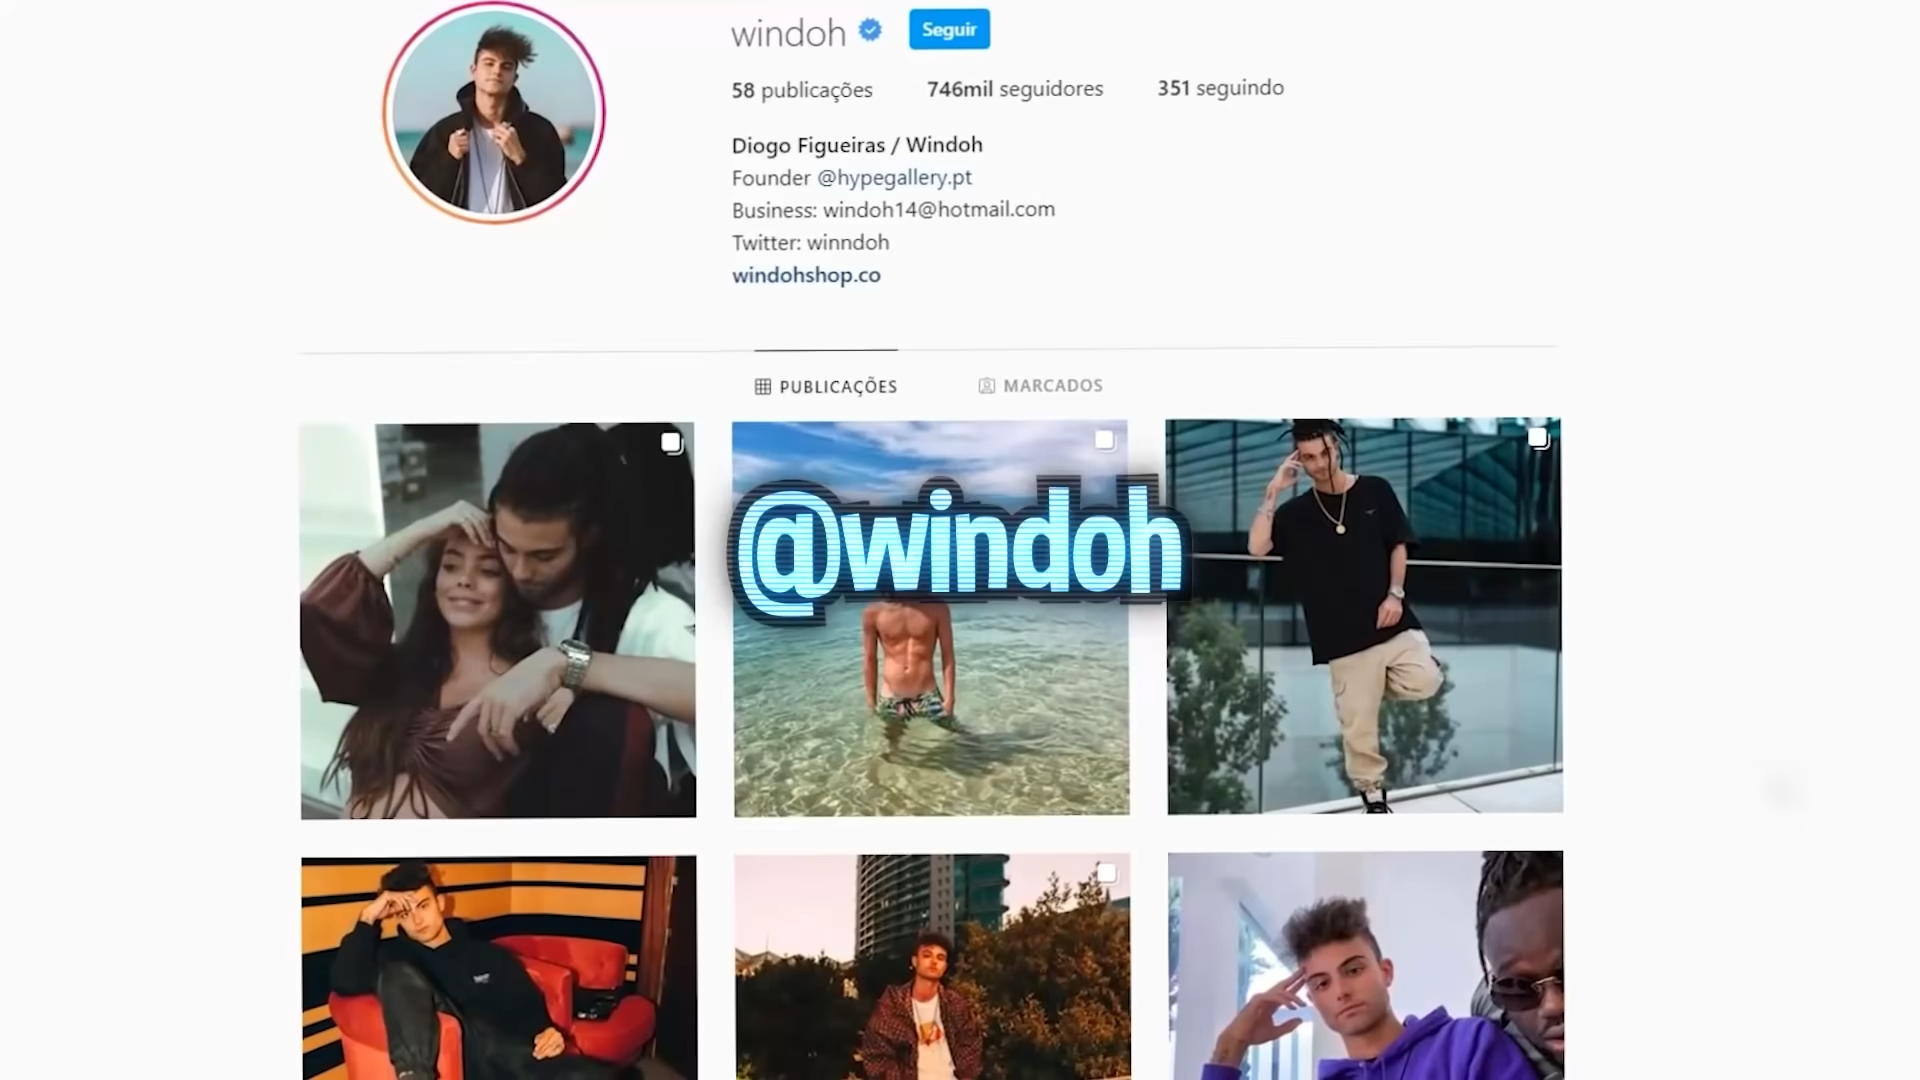 windoh
Seguir
58 publicações 746mil seguidores 351 seguindo
Diogo Figueiras / Windoh
Founder @hypegallery.pt
Business: windoh14@hotmail.com
Twitter: winndoh
windohshop.co
PUBLICAÇÕES MARCADOS
@windoh